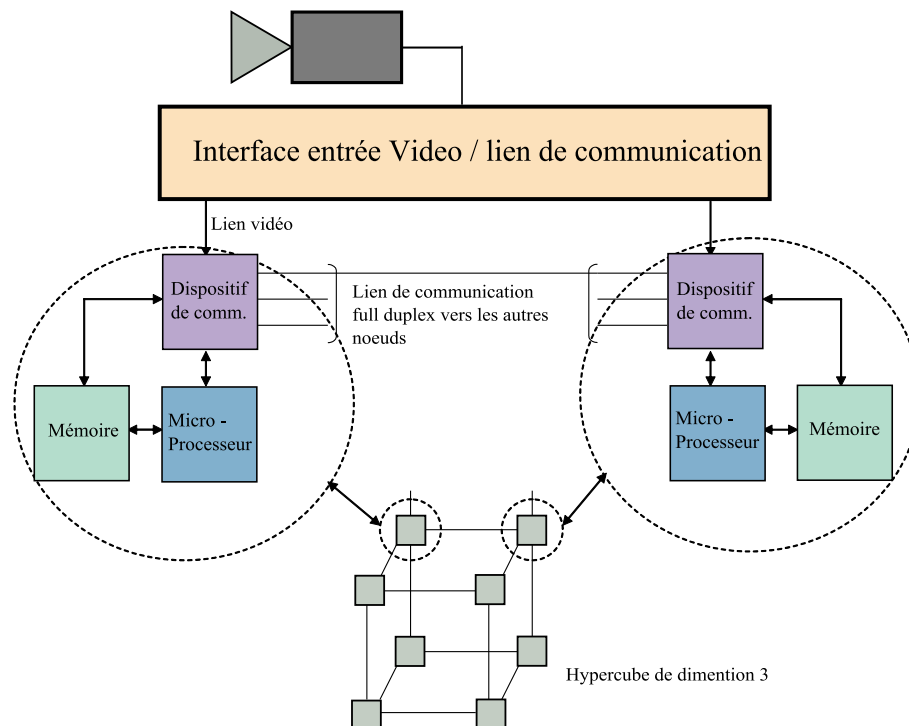 Interface entrée Video / lien de communication
Lien vidéo
Dispositif
de comm.
Lien de communication
full duplex vers les autres
noeuds
Dispositif
de comm.
Mémoire
Micro -
Processeur
Micro -
Processeur
Mémoire
Hypercube de dimention 3